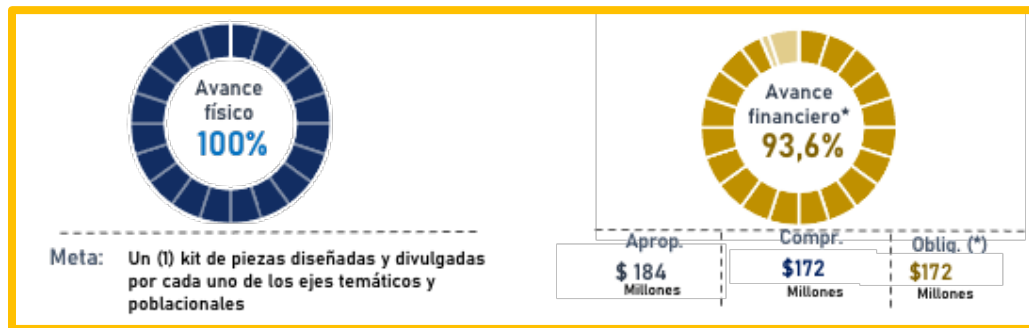 Avance
físico
100%
Meta: Un (1) kit de piezas diseñadas y divulgadas
por cada uno de los ejes temáticos y
poblacionales
Avance
financiero*
93,6%
Aprop.
$ 184
Millones
Compr.
$172
Millones
Oblig. (*)
$172
Millones